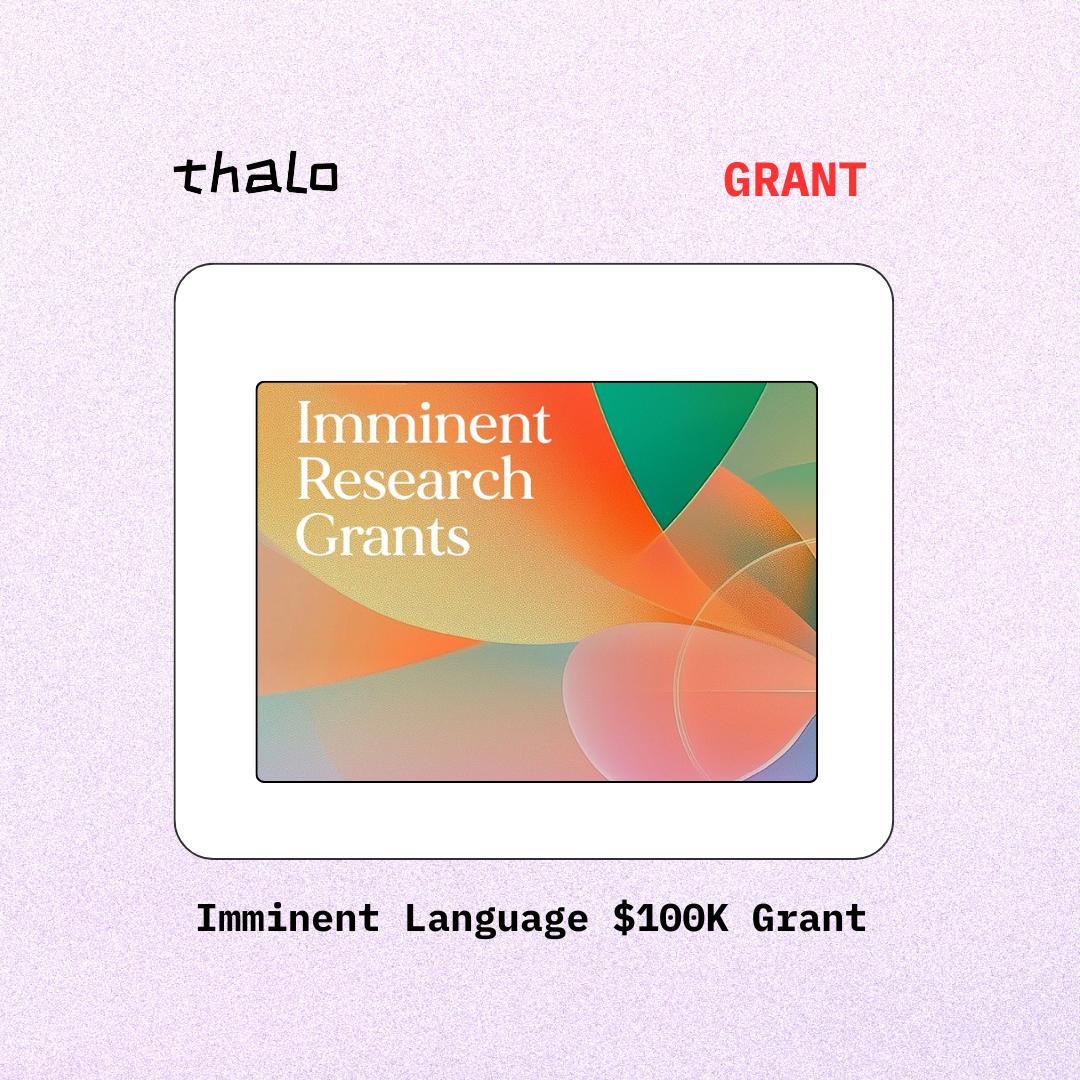 thalo
GRANT
Imminent
Research
Grants
Imminent Language $100K Grant